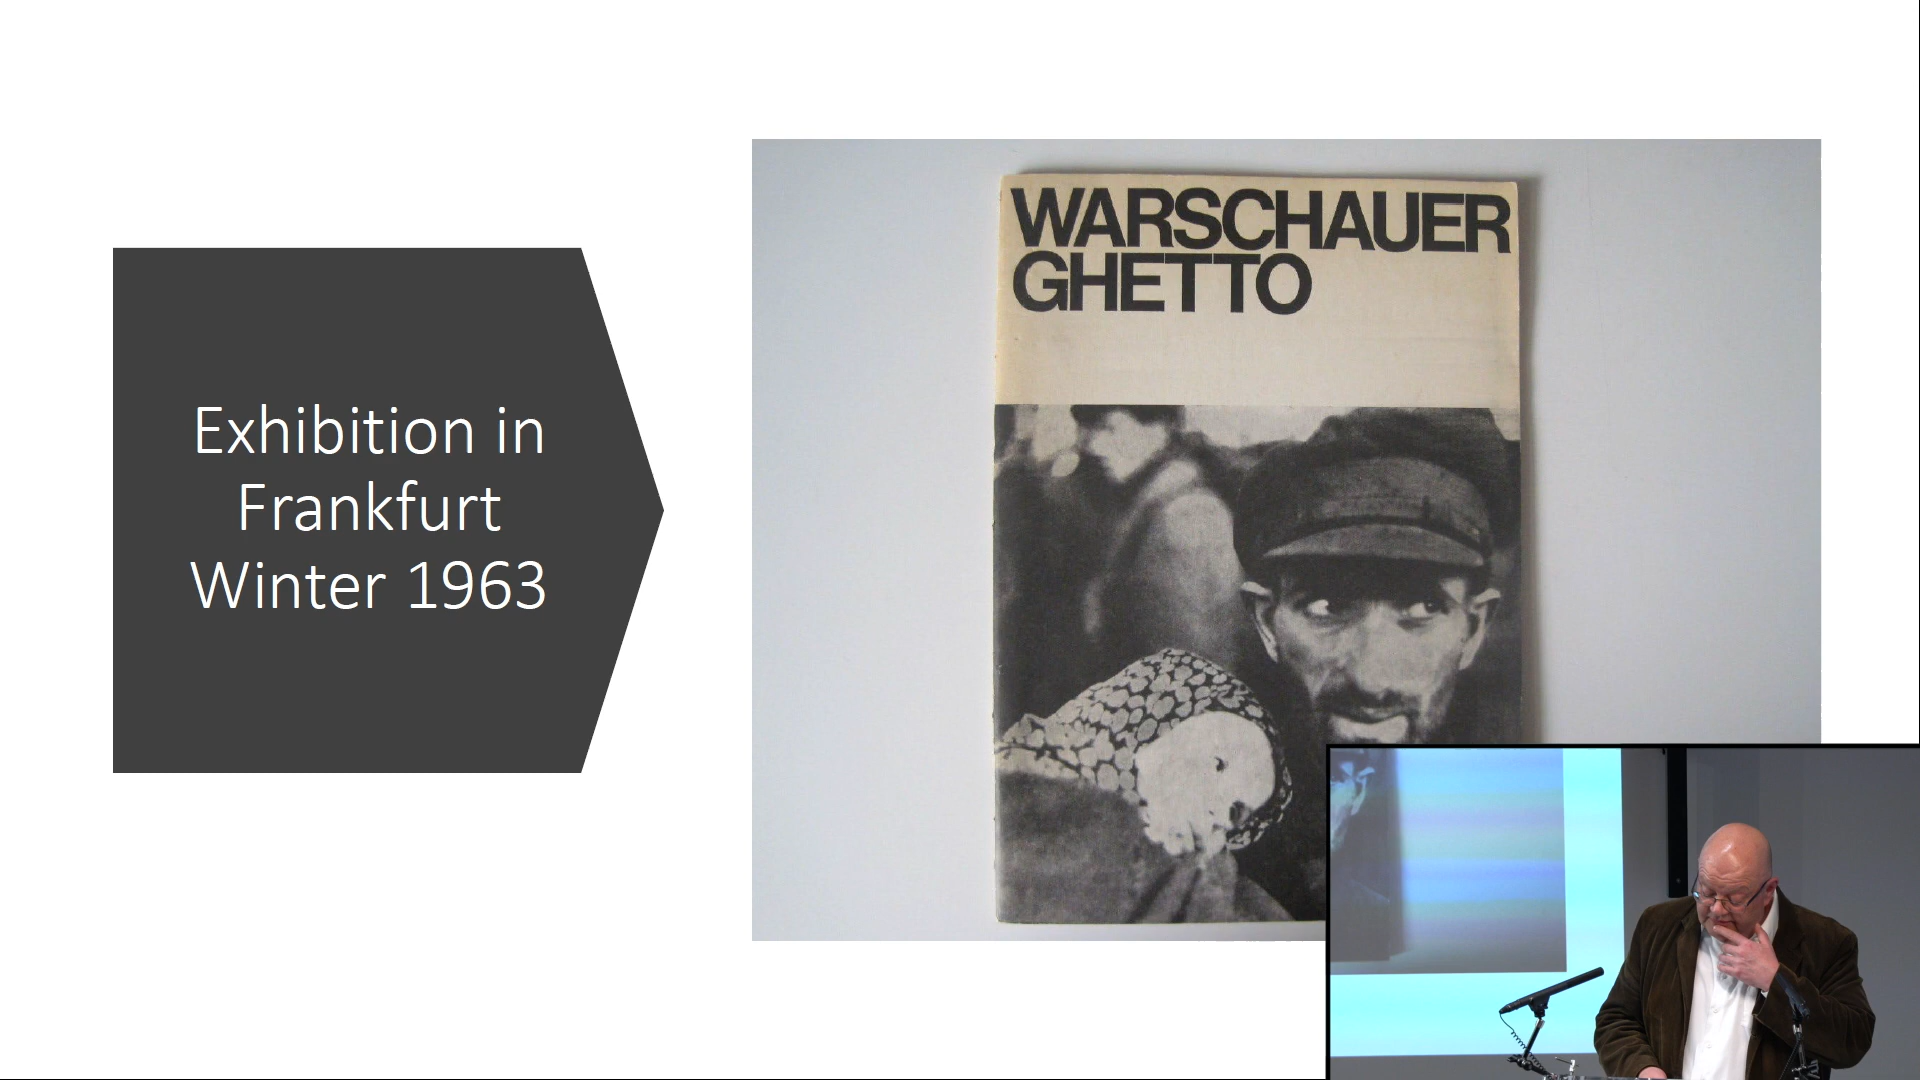 Exhibition in
Frankfurt
Winter 1963
WARSCHAUER
GHETTO